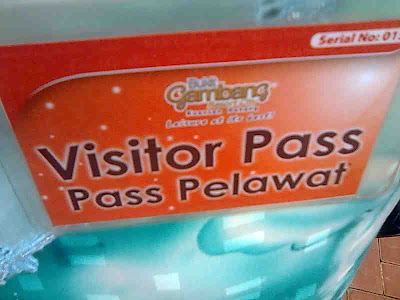 Serial No: 01
Bukit
Gambang
Leisure at its best!
Visitor Pass
Pass Pelawat